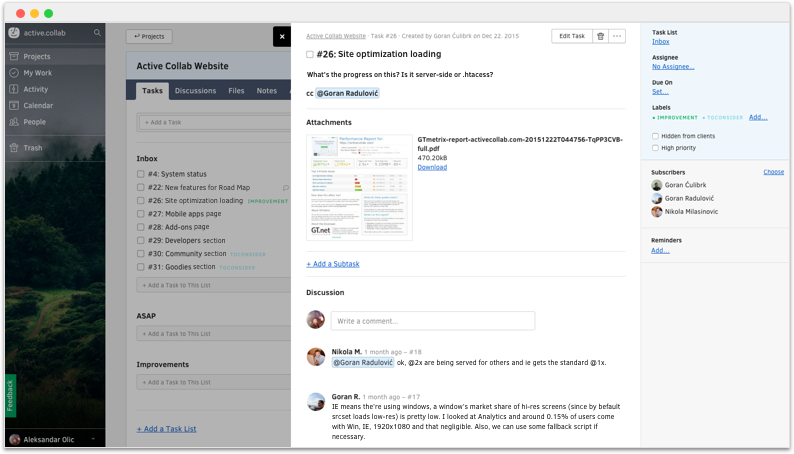 active.collab
Projects
My Work
Activity
Calendar
People
Trash
Feedback
Aleksandar Olic
Projects
Active Collab Website
Tasks Discussions Files Notes
+ Add a Task
Inbox
#4: System status
#22: New features for Road Map
#26: Site optimization loading IMPROVEMENT
#27: Mobile apps page
#28: Add-ons page
#29: Developers section
#30: Community section TOCONSIDER
#31: Goodies section TOCONSIDER
+ Add a Task to This List
ASAP
+ Add a Task to This List
Improvements
+ Add a Task to This List
+ Add a Task List
Active Collab Website · Task #26 · Created by Goran Ćulibrk on Dec 22. 2015
Edit Task
#26: Site optimization loading
What's the progress on this? Is it server-side or .htacess?
cc @Goran Radulović
Attachments
GTmetrix-report-activecollab.com-20151222T044756-TqPP3CVB-
full.pdf
470.20kB
Download
GT.net
+ Add a Subtask
Discussion
Write a comment...
Nikola M. 1 month ago – #18
@Goran Radulović ok, @2x are being served for others and ie gets the standard @1x.
Goran R. 1 month ago – #17
IE means the're using windows, a window's market share of hi-res screens (since by befault
srcset loads low-res) is pretty low. I looked at Analytics and around 0.15% of users come
with Win, IE, 1920x1080 and that negligible. Also, we can use some fallback script if
necessary.
Task List
Inbox
Assignee
No Assignee...
Due On
Set...
Labels
IMPROVEMENT TOCONSIDER Add...
Hidden from clients
High priority
Subscribers Choose
Goran Ćulibrk
Goran Radulović
Nikola Milasinovic
Reminders
Add...